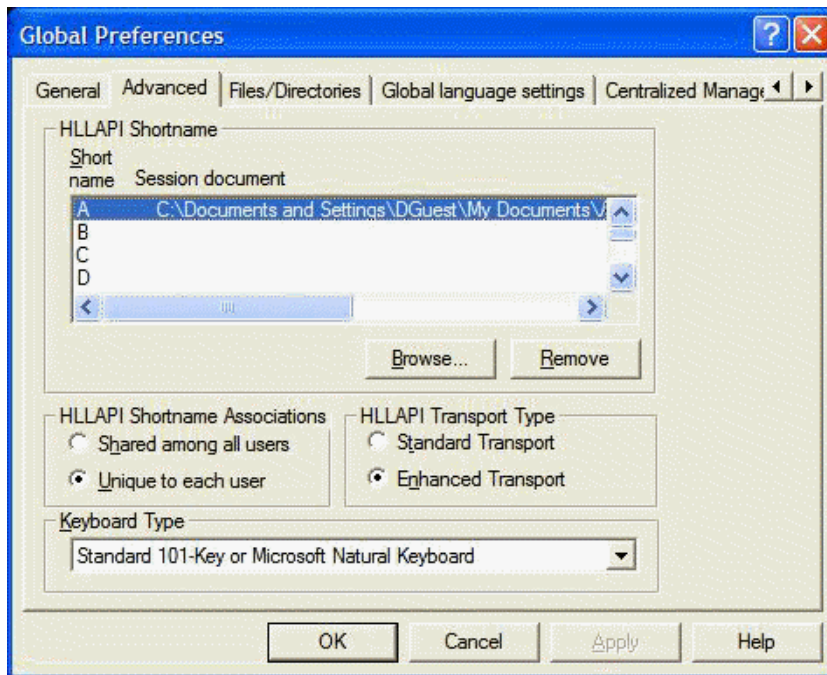 Global Preferences
General Advanced Files/Directories Global language settings Centralized Manage
HLLAPI Shortname
Short
name Session document
A C:\Documents and Settings\DGuest\My Documents\
B
C
D
Browse... Remove
HLLAPI Shortname Associations HLLAPI Transport Type
Shared among all users Standard Transport
Unique to each user Enhanced Transport
Keyboard Type
Standard 101-Key or Microsoft Natural Keyboard
OK Cancel Apply Help